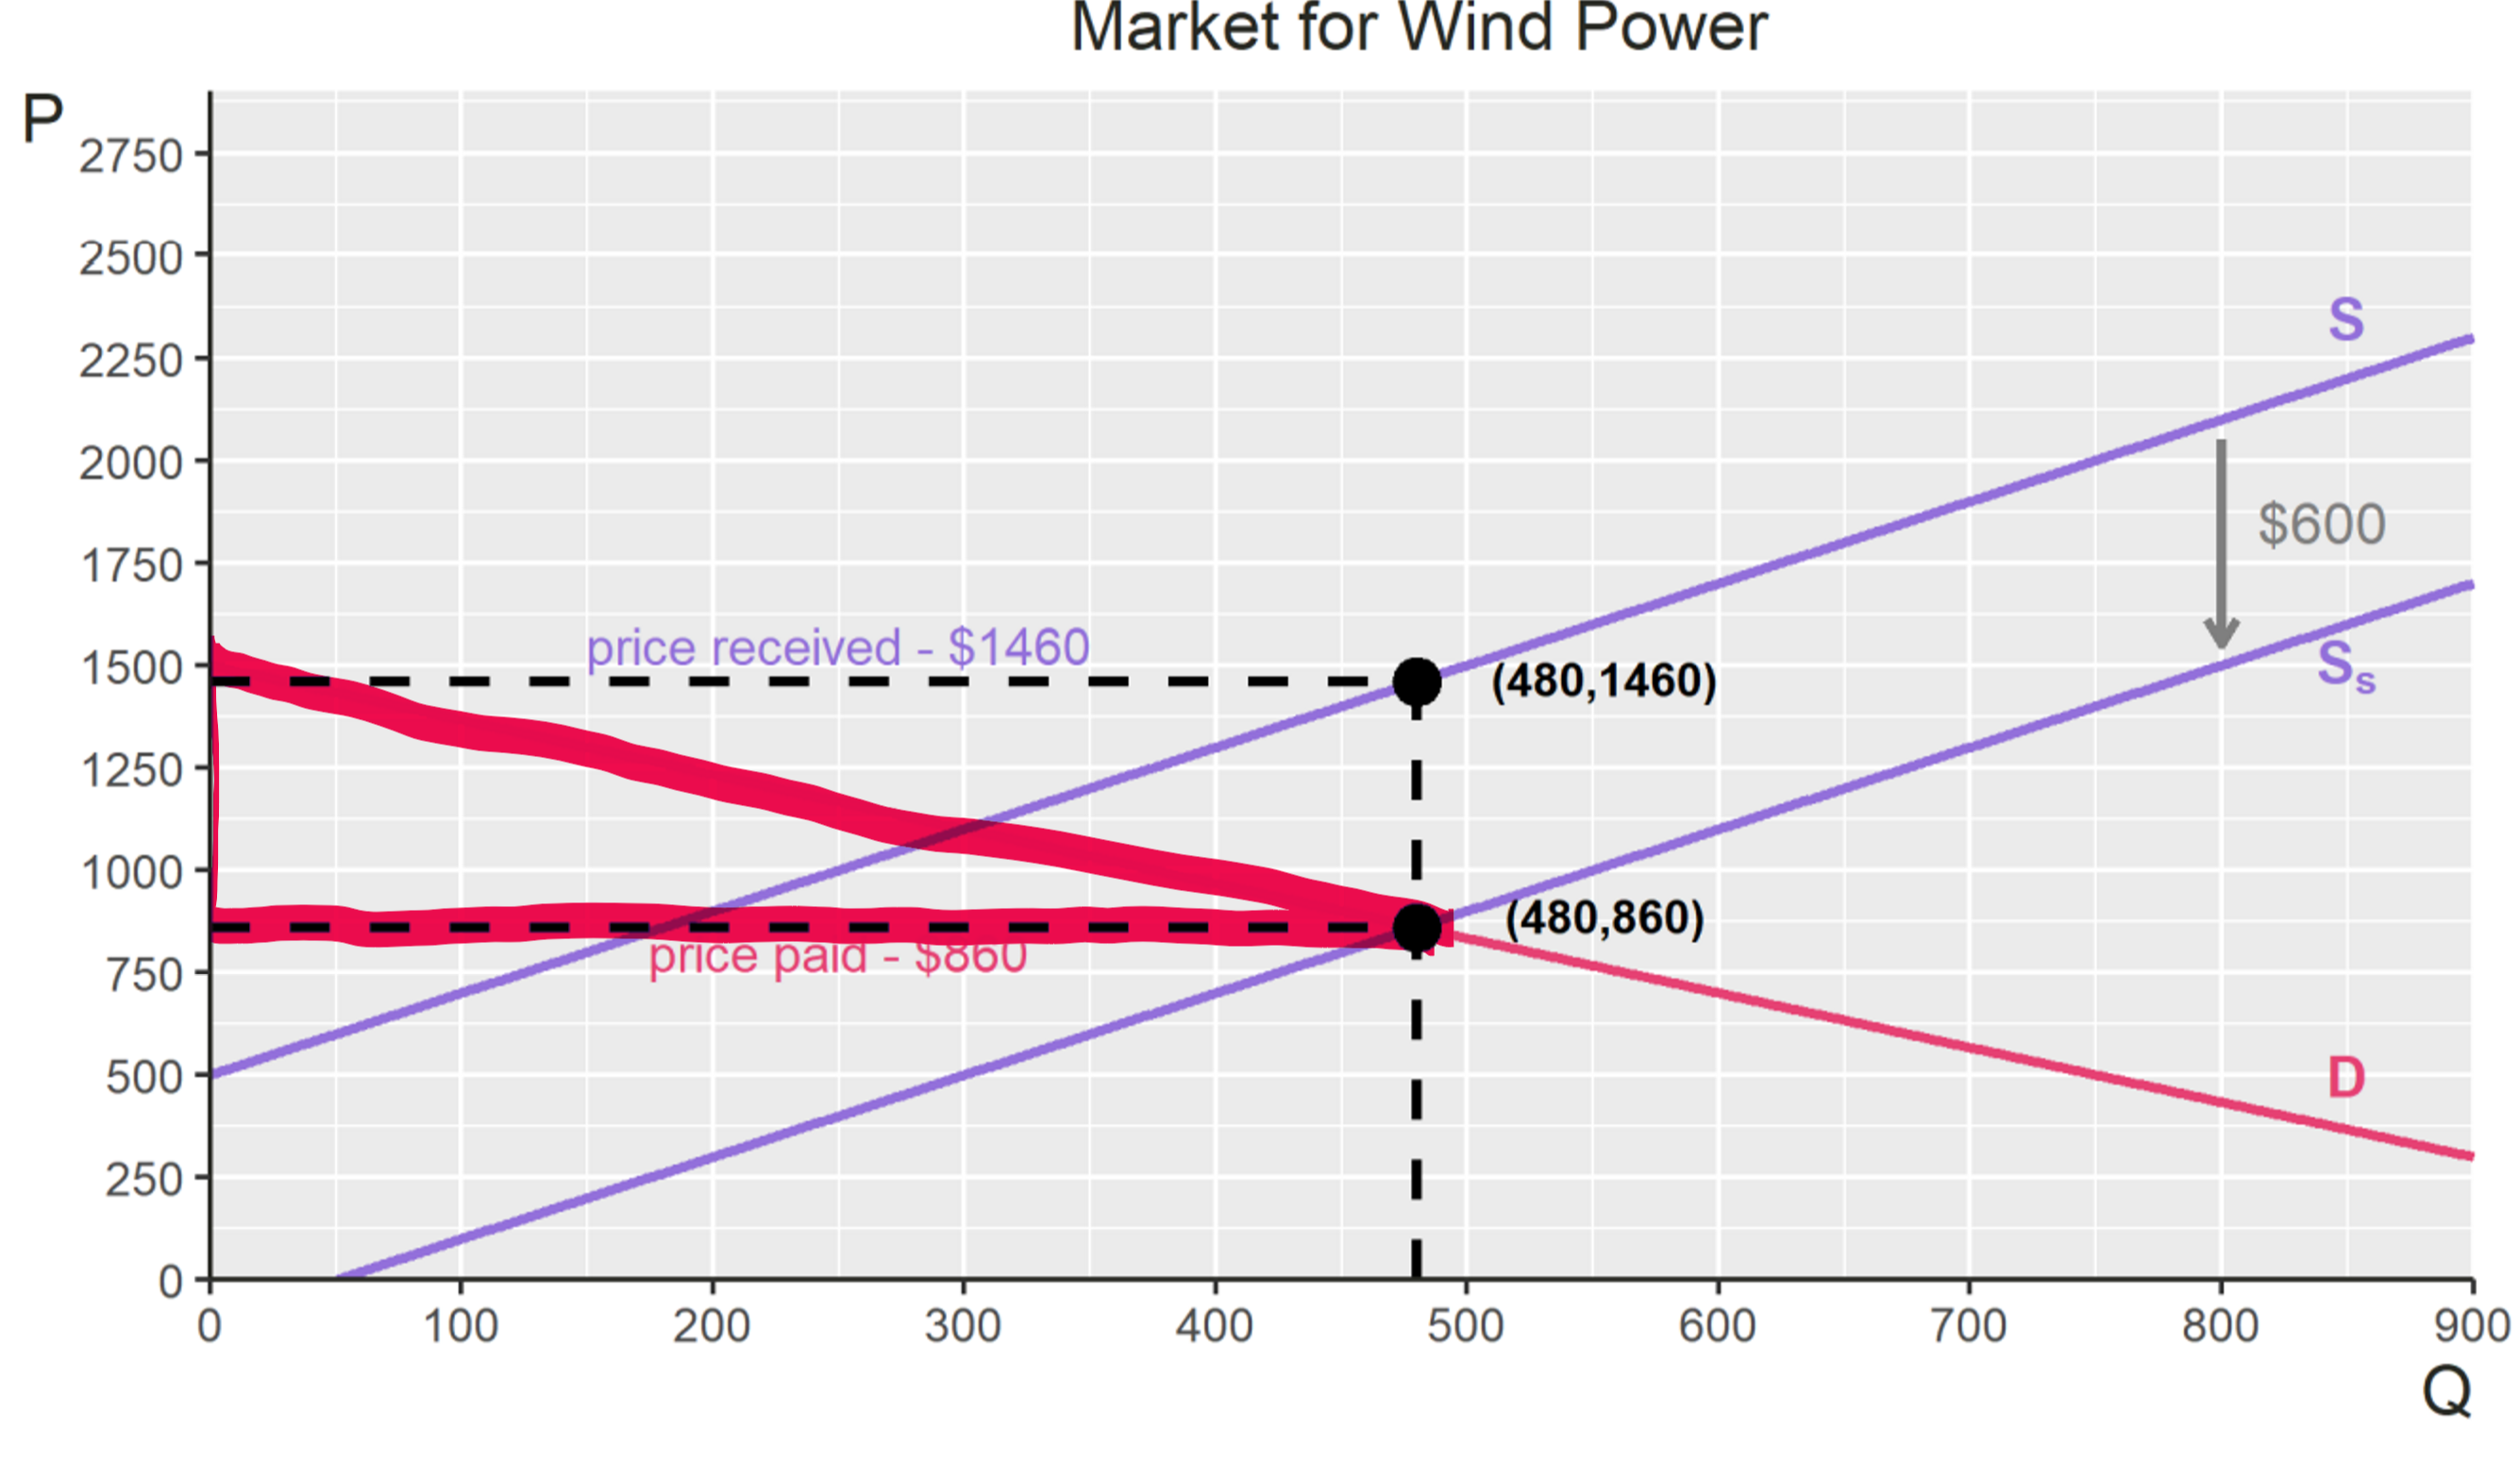 Market for Wind Power
P
2750
2500
2250
2000
1750
1500
1250
1000
750
500
250
0
S
$600
Ss
price received - $1460
(480,1460)
(480,860)
price paid - $860
D
0 100 200 300 400 500 600 700 800 900
Q